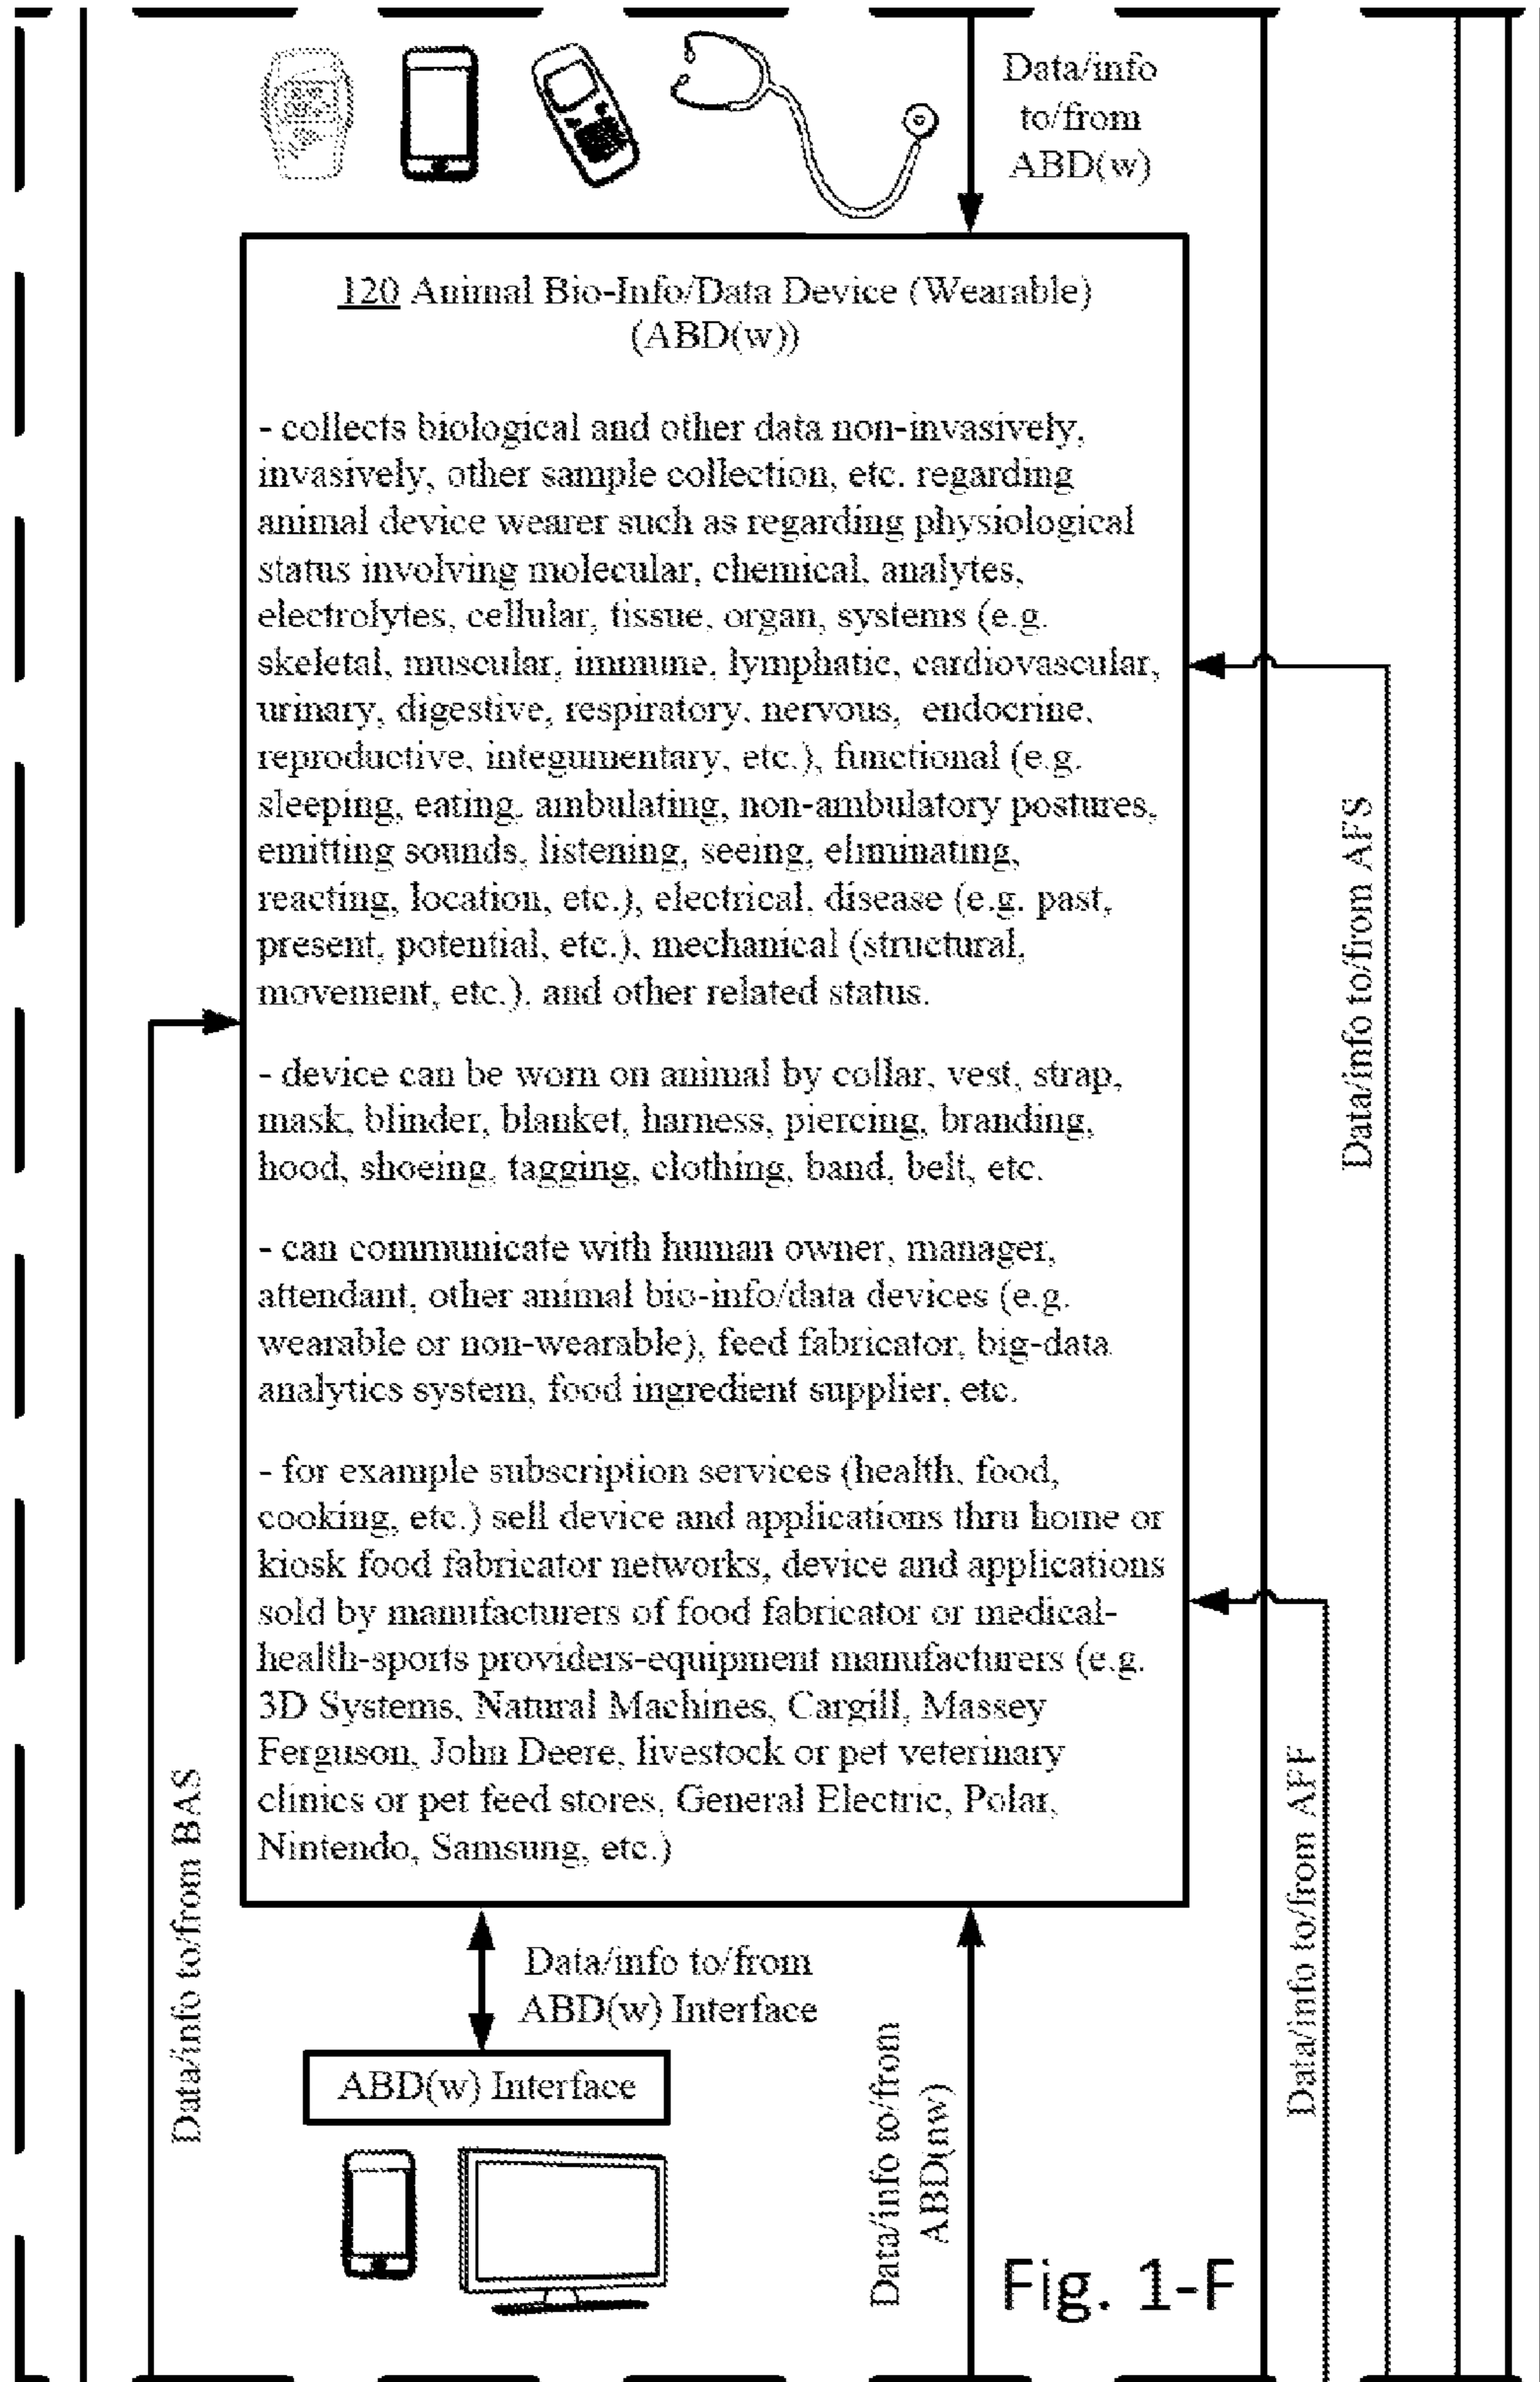 Data/info
to/from
ABD(w)
120 Animal Bio-Info/Data Device (Wearable)
(ABD(w))
- collects biological and other data non-invasively,
invasively, other sample collection, etc. regarding
animal device wearer such as regarding physiological
status involving molecular, chemical, analytes,
electrolytes, cellular, tissue, organ, systems (e.g.
skeletal, muscular, immune, lymphatic, cardiovascular,
urinary, digestive, respiratory, nervous, endocrine,
reproductive, integumentary, etc.), functional (e.g.
sleeping, eating, ambulating, non-ambulatory postures,
emitting sounds, listening, seeing, eliminating,
reacting, location, etc.), electrical, disease (e.g. past,
present, potential, etc.), mechanical (structural,
movement, etc.), and other related status.
- device can be worn on animal by collar, vest, strap,
mask, blinder, blanket, harness, piercing, branding,
hood, shoeing, tagging, clothing, band, belt, etc.
- can communicate with human owner, manager,
attendant, other animal bio-info/data devices (e.g.
wearable or non-wearable), feed fabricator, big-data
analytics system, food ingredient supplier, etc.
- for example subscription services (health, food,
cooking, etc.) sell device and applications thru home or
kiosk food fabricator networks, device and applications
sold by manufacturers of food fabricator or medical-
health-sports providers-equipment manufacturers (e.g.
3D Systems, Natural Machines, Cargill, Massey
Ferguson, John Deere, livestock or pet veterinary
clinics or pet feed stores, General Electric, Polar,
Nintendo, Samsung, etc.)
Data/info to/from AFS
Data/info to/from BAS
Data/info to/from AFF
Data/info to/from
ABD(w) Interface
ABD(w) Interface
Data/info to/from
ABD(nw)
Fig. 1-F